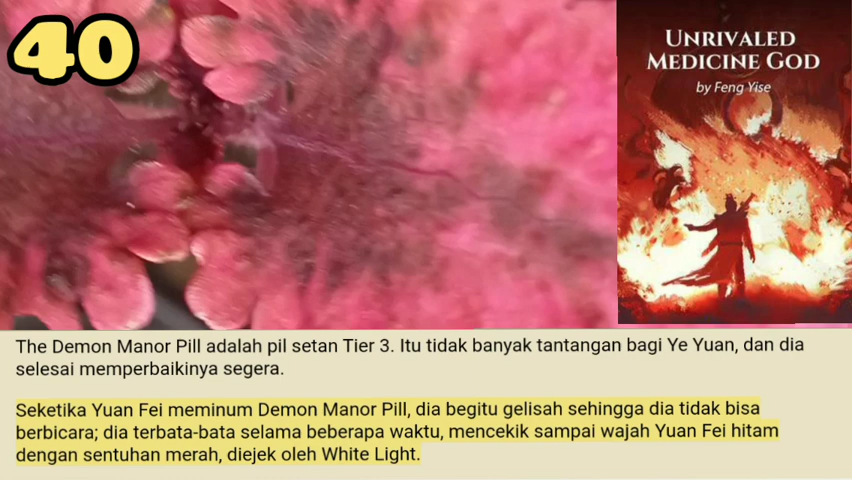 40
UNRIVALED
MEDICINE GOD
by Feng Yise
The Demon Manor Pill adalah pil setan Tier 3. Itu tidak banyak tantangan bagi Ye Yuan, dan dia
selesai memperbaikinya segera.
Seketika Yuan Fei meminum Demon Manor Pill, dia begitu gelisah sehingga dia tidak bisa
berbicara; dia terbata-bata selama beberapa waktu, mencekik sampai wajah Yuan Fei hitam
dengan sentuhan merah, diejek oleh White Light.